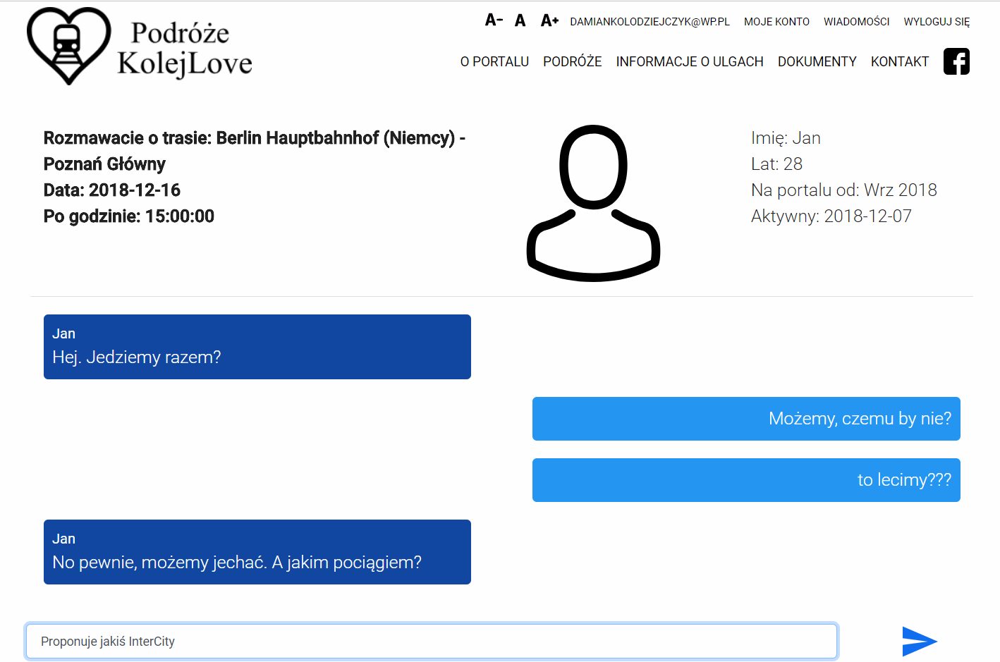 Podróże
KolejLove
A- A A+ DAMIANKOLODZIEJCZYK@WP.PL MOJE KONTO WIADOMOŚCI WYLOGUJ SIĘ
O PORTALU PODRÓŻE INFORMACJE O ULGACH DOKUMENTY KONTAKT f
Rozmawacie o trasie: Berlin Hauptbahnhof (Niemcy) -
Poznań Główny
Data: 2018-12-16
Po godzinie: 15:00:00
Imię: Jan
Lat: 28
Na portalu od: Wrz 2018
Aktywny: 2018-12-07
Jan
Hej. Jedziemy razem?
Możemy, czemu by nie?
to lecimy???
Jan
No pewnie, możemy jechać. A jakim pociągiem?
Proponuje jakiś InterCity